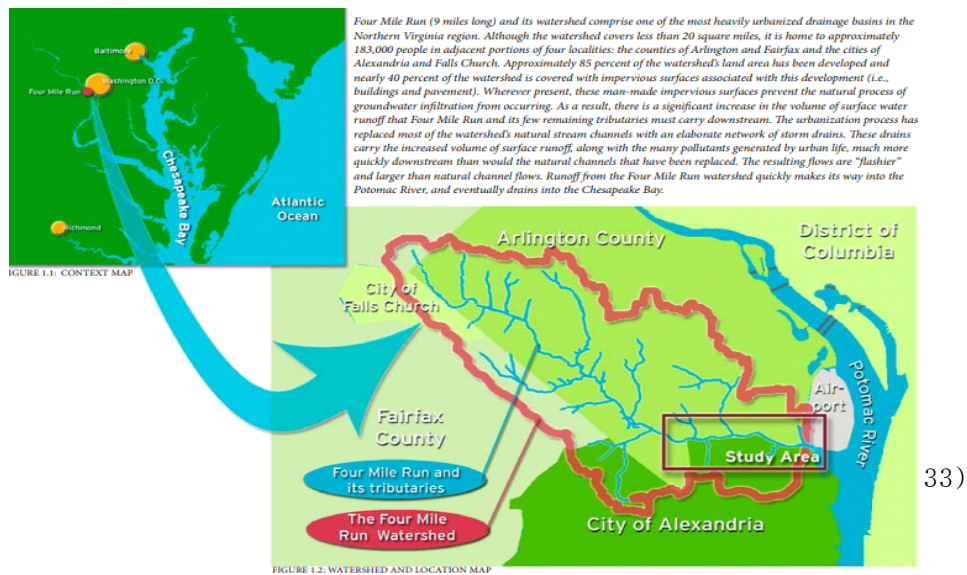 Four Mile Run (9 miles long) and its watershed comprise one of the most heavily urbanized drainage basins in the
Northern Virginia region. Although the watershed covers less than 20 square miles, it is home to approximately
183,000 people in adjacent portions of four localities: the counties of Arlington and Fairfax and the cities of
Alexandria and Falls Church. Approximately 85 percent of the watershed's land area has been developed and
nearly 40 percent of the watershed is covered with impervious surfaces associated with this development (i.e.,
buildings and pavement). Wherever present, these man-made impervious surfaces prevent the natural process of
groundwater infiltration from occurring. As a result, there is a significant increase in the volume of surface water
runoff that Four Mile Run and its few remaining tributaries must carry downstream. The urbanization process has
replaced most of the watershed's natural stream channels with an elaborate network of storm drains. These drains
carry the increased volume of surface runoff, along with the many pollutants generated by urban life, much more
quickly downstream than would the natural channels that have been replaced. The resulting flows are "flashier"
and larger than natural channel flows. Runoff from the Four Mile Run watershed quickly makes its way into the
Potomac River, and eventually drains into the Chesapeake Bay.
Baltimore
Washington D.C.
Four Mile Run
Chesapeake Bay
Atlantic
Ocean
Richmond
IGURE 1.1: CONTEXT MAP
Arlington County
District of
Columbia
City of
Falls Church
Potomac River
Air-
port
Fairfax
County
Study Area
Four Mile Run and
its tributaries
The Four Mile
Run Watershed
City of Alexandria
FIGURE 1.2: WATERSHED AND LOCATION MAP
33)